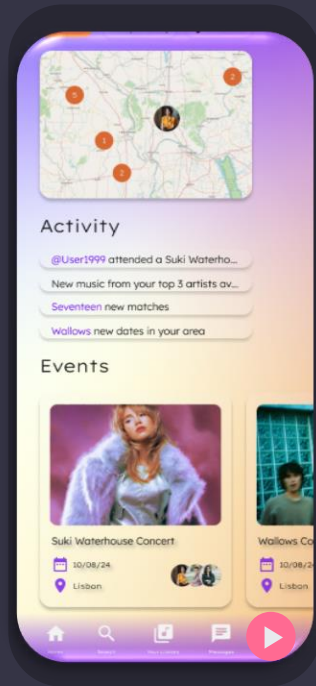 5
2
1
2
Activity
@User1999 attended a Suki Waterho...
New music from your top 3 artists av...
Seventeen new matches
Wallows new dates in your area
Events
Suki Waterhouse Concert
10/08/24
Lisbon
Wallows Co
10/08/2
Lisbon
Home
Search
Messages